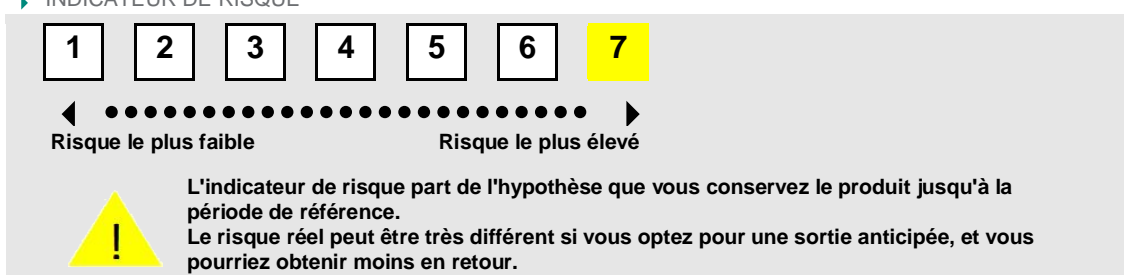 INDICATEUR DE RISQUE
1 2 3 4 5 6 7
Risque le plus faible Risque le plus élevé
L'indicateur de risque part de l'hypothèse que vous conservez le produit jusqu'à la
période de référence.
! Le risque réel peut être très différent si vous optez pour une sortie anticipée, et vous
pourriez obtenir moins en retour.